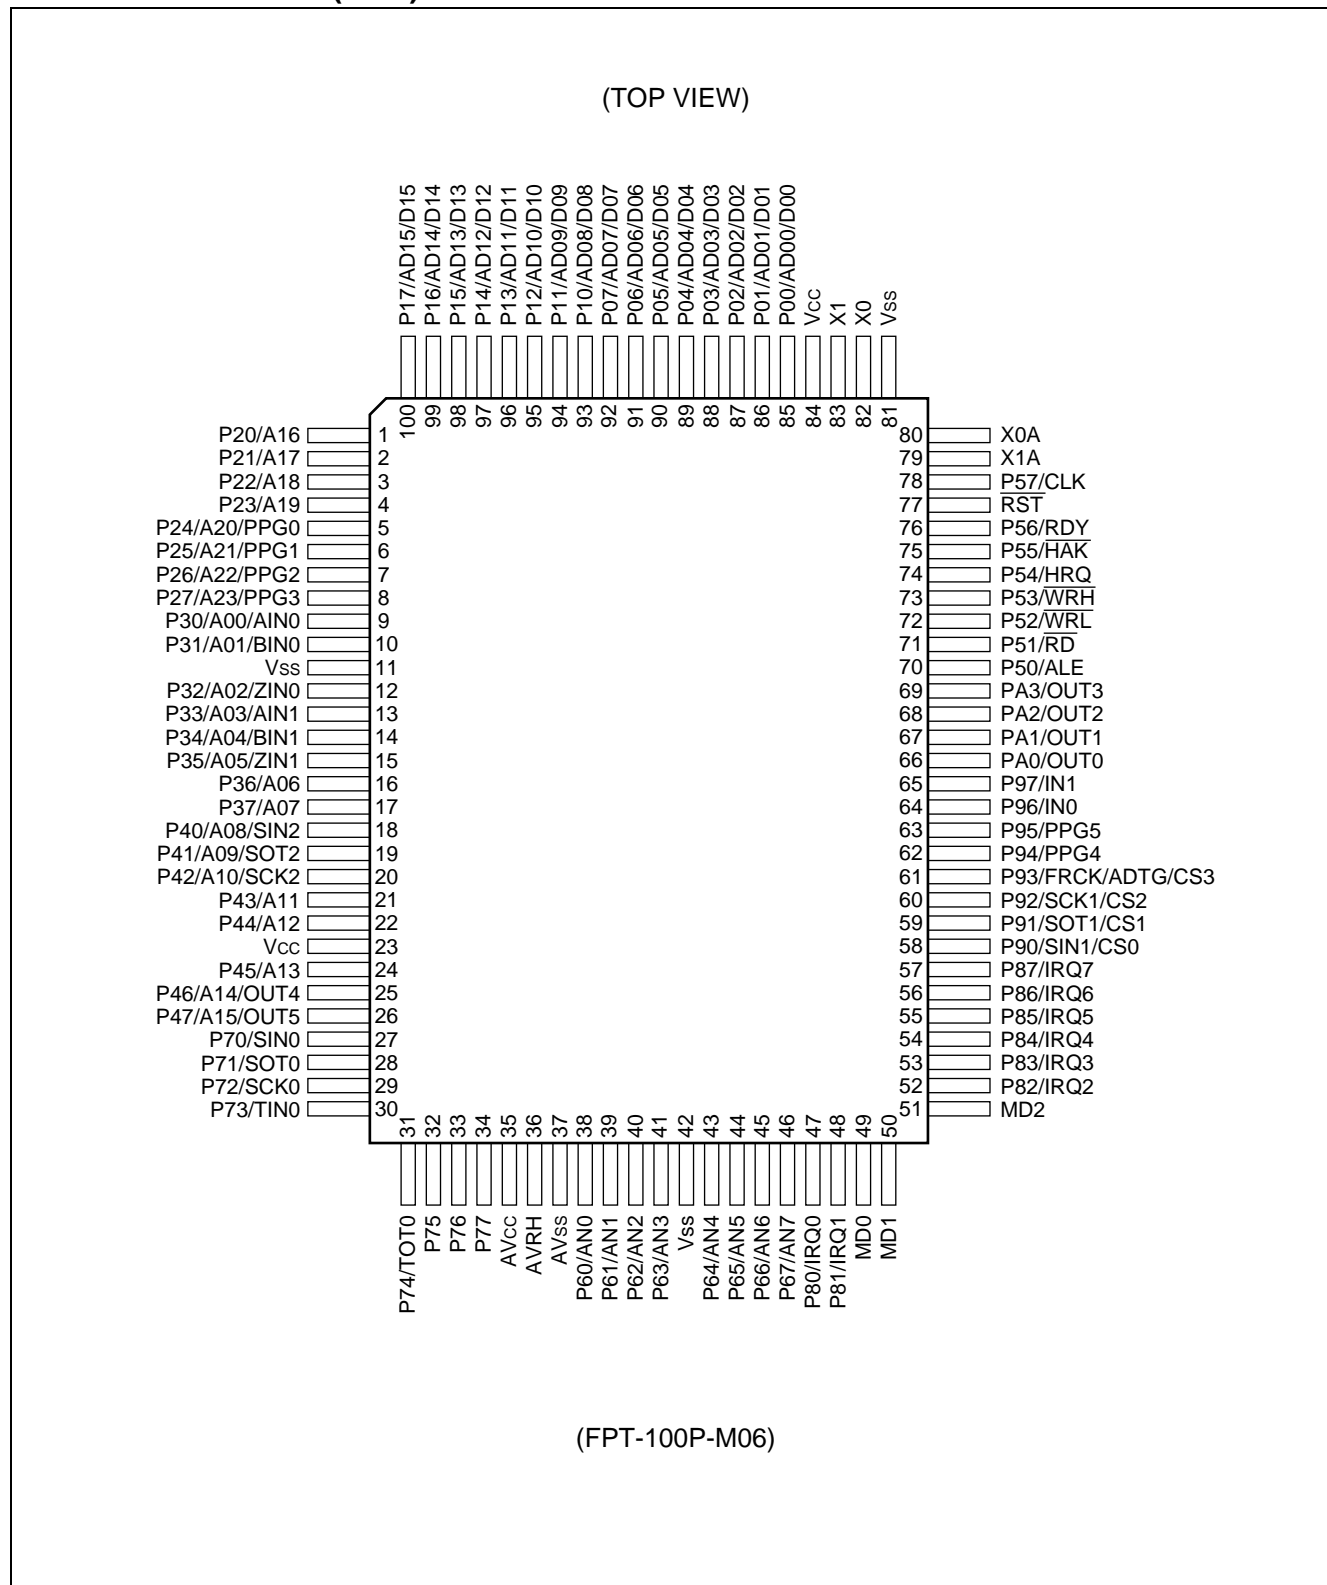 (TOP VIEW)
P17/AD15/D15
P16/AD14/D14
P15/AD13/D13
P14/AD12/D12
P13/AD11/D11
P12/AD10/D10
P11/AD09/D09
P10/AD08/D08
P07/AD07/D07
P06/AD06/D06
P05/AD05/D05
P04/AD04/D04
P03/AD03/D03
P02/AD02/D02
P01/AD01/D01
P00/AD00/D00
Vcc
X1
X0
Vss
100 99 98 97 96 95 94 93 92 91 90 89 88 87 86 85 84 83 82 81
P20/A16 1
P21/A17 2
P22/A18 3
P23/A19 4
P24/A20/PPG0 5
P25/A21/PPG1 6
P26/A22/PPG2 7
P27/A23/PPG3 8
P30/A00/AIN0 9
P31/A01/BIN0 10
Vss 11
P32/A02/ZIN0 12
P33/A03/AIN1 13
P34/A04/BIN1 14
P35/A05/ZIN1 15
P36/A06 16
P37/A07 17
P40/A08/SIN2 18
P41/A09/SOT2 19
P42/A10/SCK2 20
P43/A11 21
P44/A12 22
Vcc 23
P45/A13 24
P46/A14/OUT4 25
P47/A15/OUT5 26
P70/SIN0 27
P71/SOT0 28
P72/SCK0 29
P73/TIN0 30
80 X0A
79 X1A
78 P57/CLK
77 RST
76 P56/RDY
75 P55/HAK
74 P54/HRQ
73 P53/WRH
72 P52/WRL
71 P51/RD
70 P50/ALE
69 PA3/OUT3
68 PA2/OUT2
67 PA1/OUT1
66 PA0/OUT0
65 P97/IN1
64 P96/IN0
63 P95/PPG5
62 P94/PPG4
61 P93/FRCK/ADTG/CS3
60 P92/SCK1/CS2
59 P91/SOT1/CS1
58 P90/SIN1/CS0
57 P87/IRQ7
56 P86/IRQ6
55 P85/IRQ5
54 P84/IRQ4
53 P83/IRQ3
52 P82/IRQ2
51 MD2
31 32 33 34 35 36 37 38 39 40 41 42 43 44 45 46 47 48 49 50
P74/TOT0
P75
P76
P77
AVcc
AVRH
AVss
P60/AN0
P61/AN1
P62/AN2
P63/AN3
Vss
P64/AN4
P65/AN5
P66/AN6
P67/AN7
P80/IRQ0
P81/IRQ1
MD0
MD1
(FPT-100P-M06)